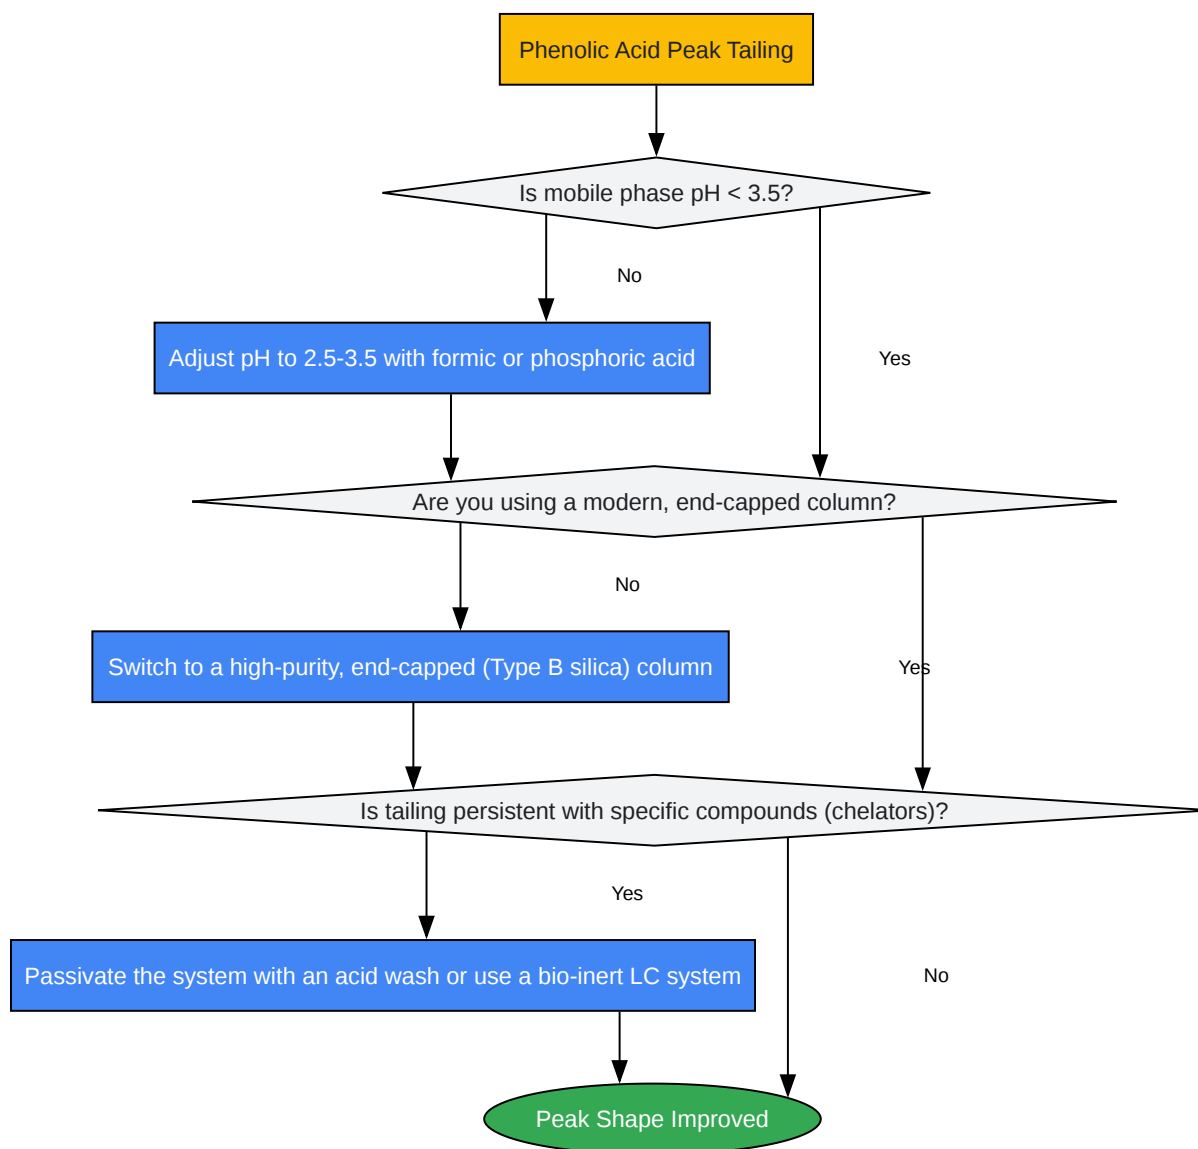 Phenolic Acid Peak Tailing
Is mobile phase pH < 3.5?
No
Adjust pH to 2.5-3.5 with formic or phosphoric acid
Yes
Are you using a modern, end-capped column?
No
Switch to a high-purity, end-capped (Type B silica) column
Yes
Is tailing persistent with specific compounds (chelators)?
Yes
Passivate the system with an acid wash or use a bio-inert LC system
No
Peak Shape Improved